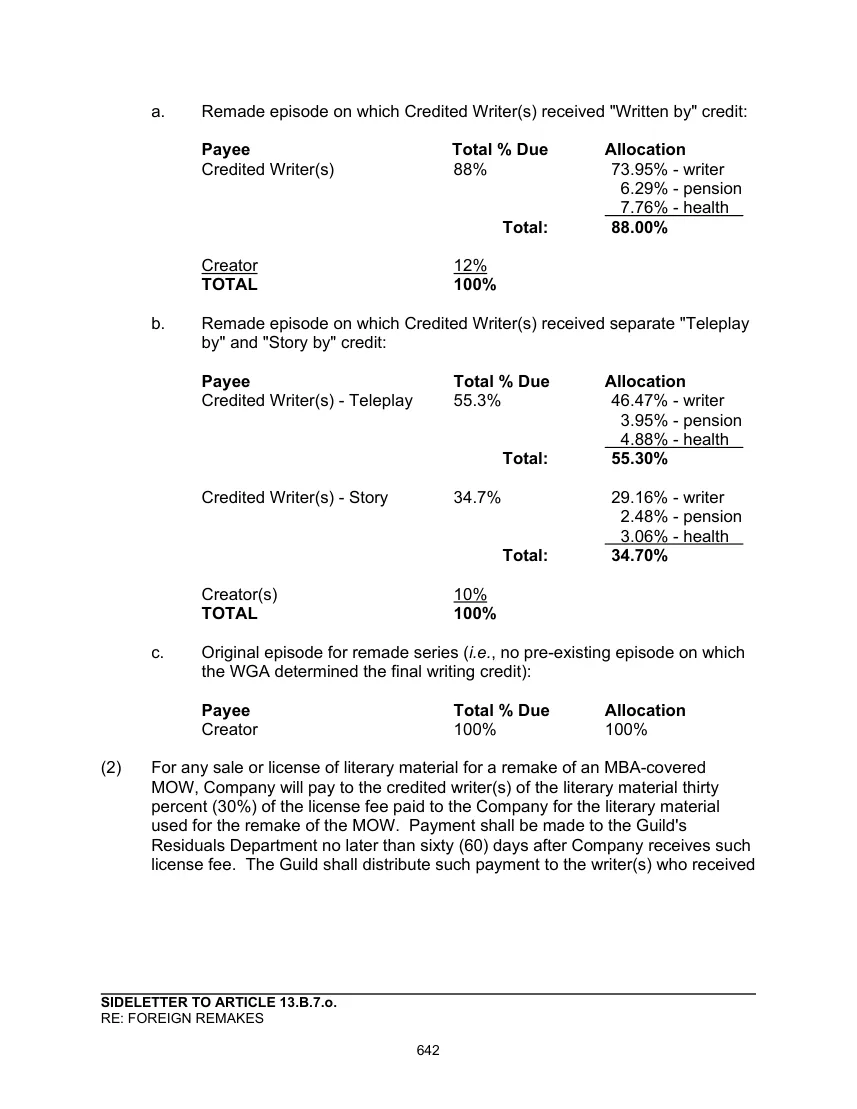 a. Remade episode on which Credited Writer(s) received "Written by" credit:
Payee Total % Due Allocation
Credited Writer(s) 88% 73.95% - writer
6.29% - pension
7.76% - health
Total: 88.00%
Creator 12%
TOTAL 100%
b. Remade episode on which Credited Writer(s) received separate "Teleplay
by" and "Story by" credit:
Payee Total % Due Allocation
Credited Writer(s) - Teleplay 55.3% 46.47% - writer
3.95% - pension
4.88% - health
Total: 55.30%
Credited Writer(s) - Story 34.7% 29.16% - writer
2.48% - pension
3.06% - health
Total: 34.70%
Creator(s) 10%
TOTAL 100%
c. Original episode for remade series (i.e., no pre-existing episode on which
the WGA determined the final writing credit):
Payee Total % Due Allocation
Creator 100% 100%
(2) For any sale or license of literary material for a remake of an MBA-covered
MOW, Company will pay to the credited writer(s) of the literary material thirty
percent (30%) of the license fee paid to the Company for the literary material
used for the remake of the MOW. Payment shall be made to the Guild's
Residuals Department no later than sixty (60) days after Company receives such
license fee. The Guild shall distribute such payment to the writer(s) who received
SIDELETTER TO ARTICLE 13.B.7.o.
RE: FOREIGN REMAKES
642